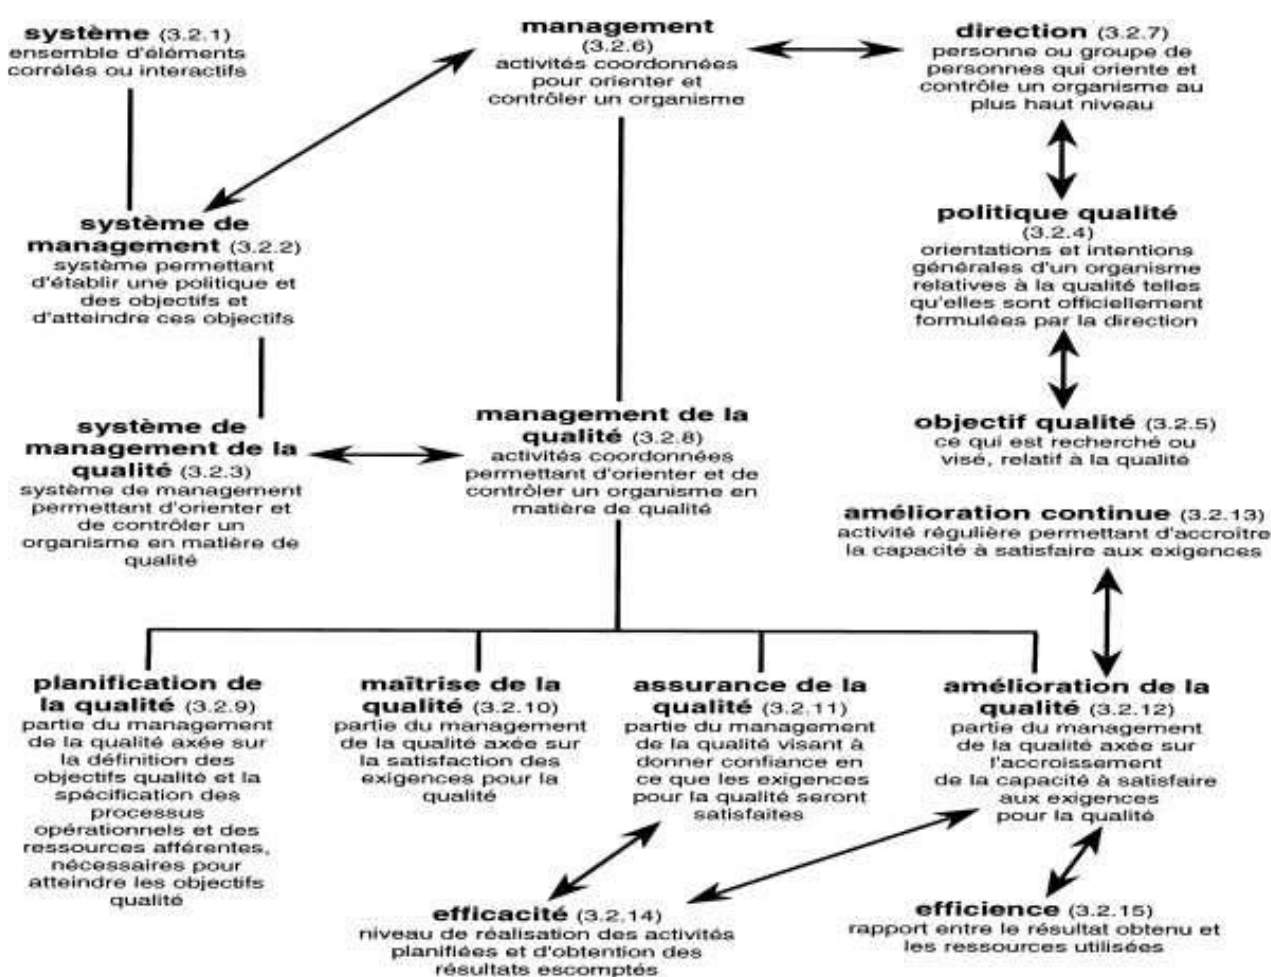 système (3.2.1)
ensemble d'éléments
corrélés ou interactifs
management
(3.2.6)
activités coordonnées
pour orienter et
contrôler un organisme
direction (3.2.7)
personne ou groupe de
personnes qui oriente et
contrôle un organisme au
plus haut niveau
système de
management (3.2.2)
système permettant
d'établir une politique et
des objectifs et
d'atteindre ces objectifs
politique qualité
(3.2.4)
orientations et intentions
générales d'un organisme
relatives à la qualité telles
qu'elles sont officiellement
formulées par la direction
système de
management de la
qualité (3.2.3)
système de management
permettant d'orienter et
de contrôler un
organisme en matière de
qualité
management de la
qualité (3.2.8)
activités coordonnées
permettant d'orienter et de
contrôler un organisme en
matière de qualité
objectif qualité (3.2.5)
ce qui est recherché ou
visé, relatif à la qualité
amélioration continue (3.2.13)
activité régulière permettant d'accroître
la capacité à satisfaire aux exigences
planification de
la qualité (3.2.9)
partie du management
de la qualité axée sur
la définition des
objectifs qualité et la
spécification des
processus
opérationnels et des
ressources afférentes,
nécessaires pour
atteindre les objectifs
qualité
maîtrise de la
qualité (3.2.10)
partie du management
de la qualité axée sur
la satisfaction des
exigences pour la
qualité
assurance de la
qualité (3.2.11)
partie du management
de la qualité visant à
donner confiance en
ce que les exigences
pour la qualité seront
satisfaites
amélioration de la
qualité (3.2.12)
partie du management
de la qualité axée sur
l'accroissement
de la capacité à satisfaire
aux exigences
pour la qualité
efficacité (3.2.14)
niveau de réalisation des activités
planifiées et d'obtention des
résultats escomptés
efficience (3.2.15)
rapport entre le résultat obtenu et
les ressources utilisées